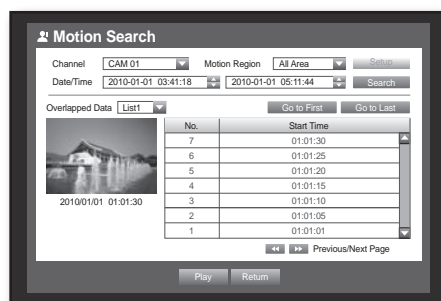 Motion Search
Channel CAM 01 Motion Region All Area Setup
Date/Time 2010-01-01 03:41:18 2010-01-01 05:11:44 Search
Overlapped Data List1 Go to First Go to Last
No. Start Time
7 01:01:30
6 01:01:25
5 01:01:20
4 01:01:15
3 01:01:10
2 01:01:05
1 01:01:01
2010/01/01 01:01:30
Previous/Next Page
Play Return